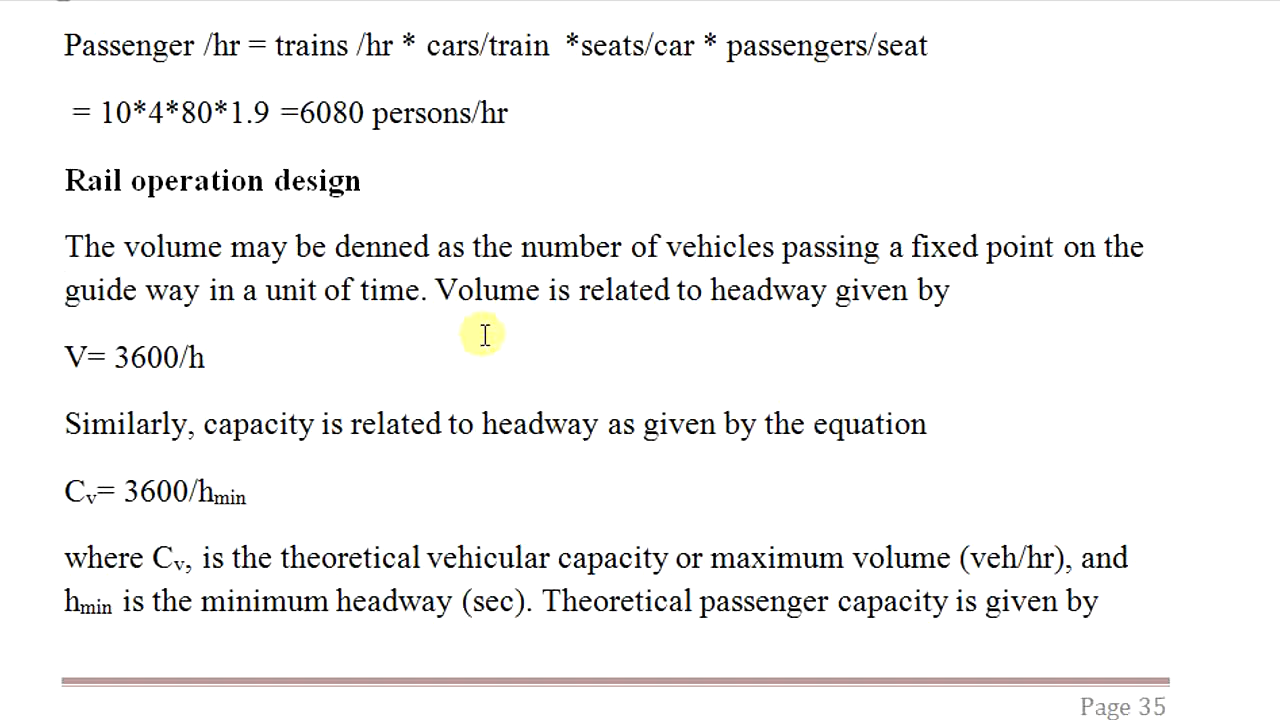 Passenger /hr = trains /hr * cars/train *seats/car * passengers/seat
= 10*4*80*1.9 =6080 persons/hr
Rail operation design
The volume may be denned as the number of vehicles passing a fixed point on the
guide way in a unit of time. Volume is related to headway given by
V= 3600/h
Similarly, capacity is related to headway as given by the equation
Cv= 3600/hmin
where Cv, is the theoretical vehicular capacity or maximum volume (veh/hr), and
hmin is the minimum headway (sec). Theoretical passenger capacity is given by
Page 35